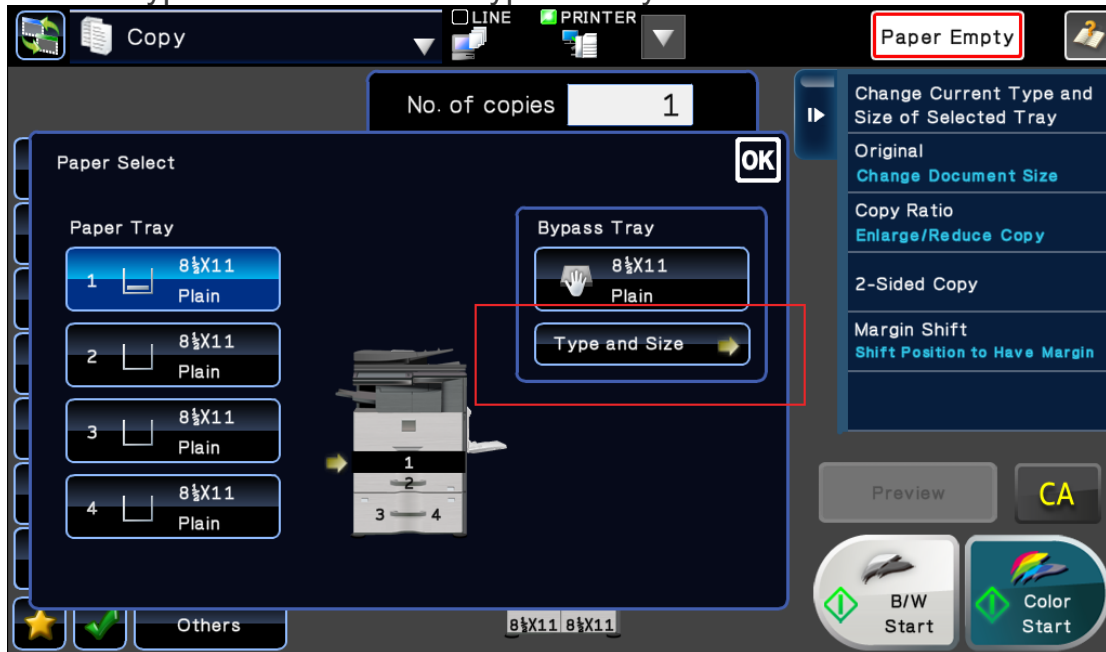 Copy
LINE
PRINTER
Paper Empty
No. of copies 1
Change Current Type and
Size of Selected Tray
Original
Change Document Size
Copy Ratio
Enlarge/Reduce Copy
2-Sided Copy
Margin Shift
Shift Position to Have Margin
Paper Select
OK
Paper Tray
1 8½X11
Plain
2 8½X11
Plain
3 8½X11
Plain
4 8½X11
Plain
1
2
3 4
Bypass Tray
8½X11
Plain
Type and Size
Preview
CA
B/W
Start
Color
Start
Others
8½X11 8½X11